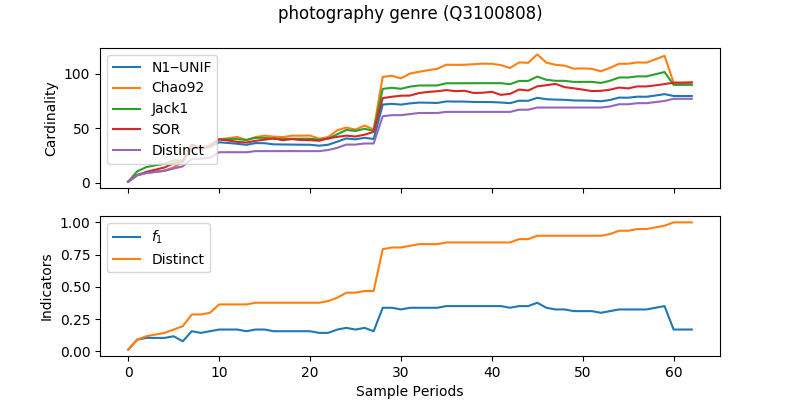 photography genre (Q3100808)
Cardinality
100
50
0
N1−UNIF
Chao92
Jack1
SOR
Distinct
Indicators
1.00
0.75
0.50
0.25
0.00
f₁
Distinct
0 10 20 30 40 50 60
Sample Periods